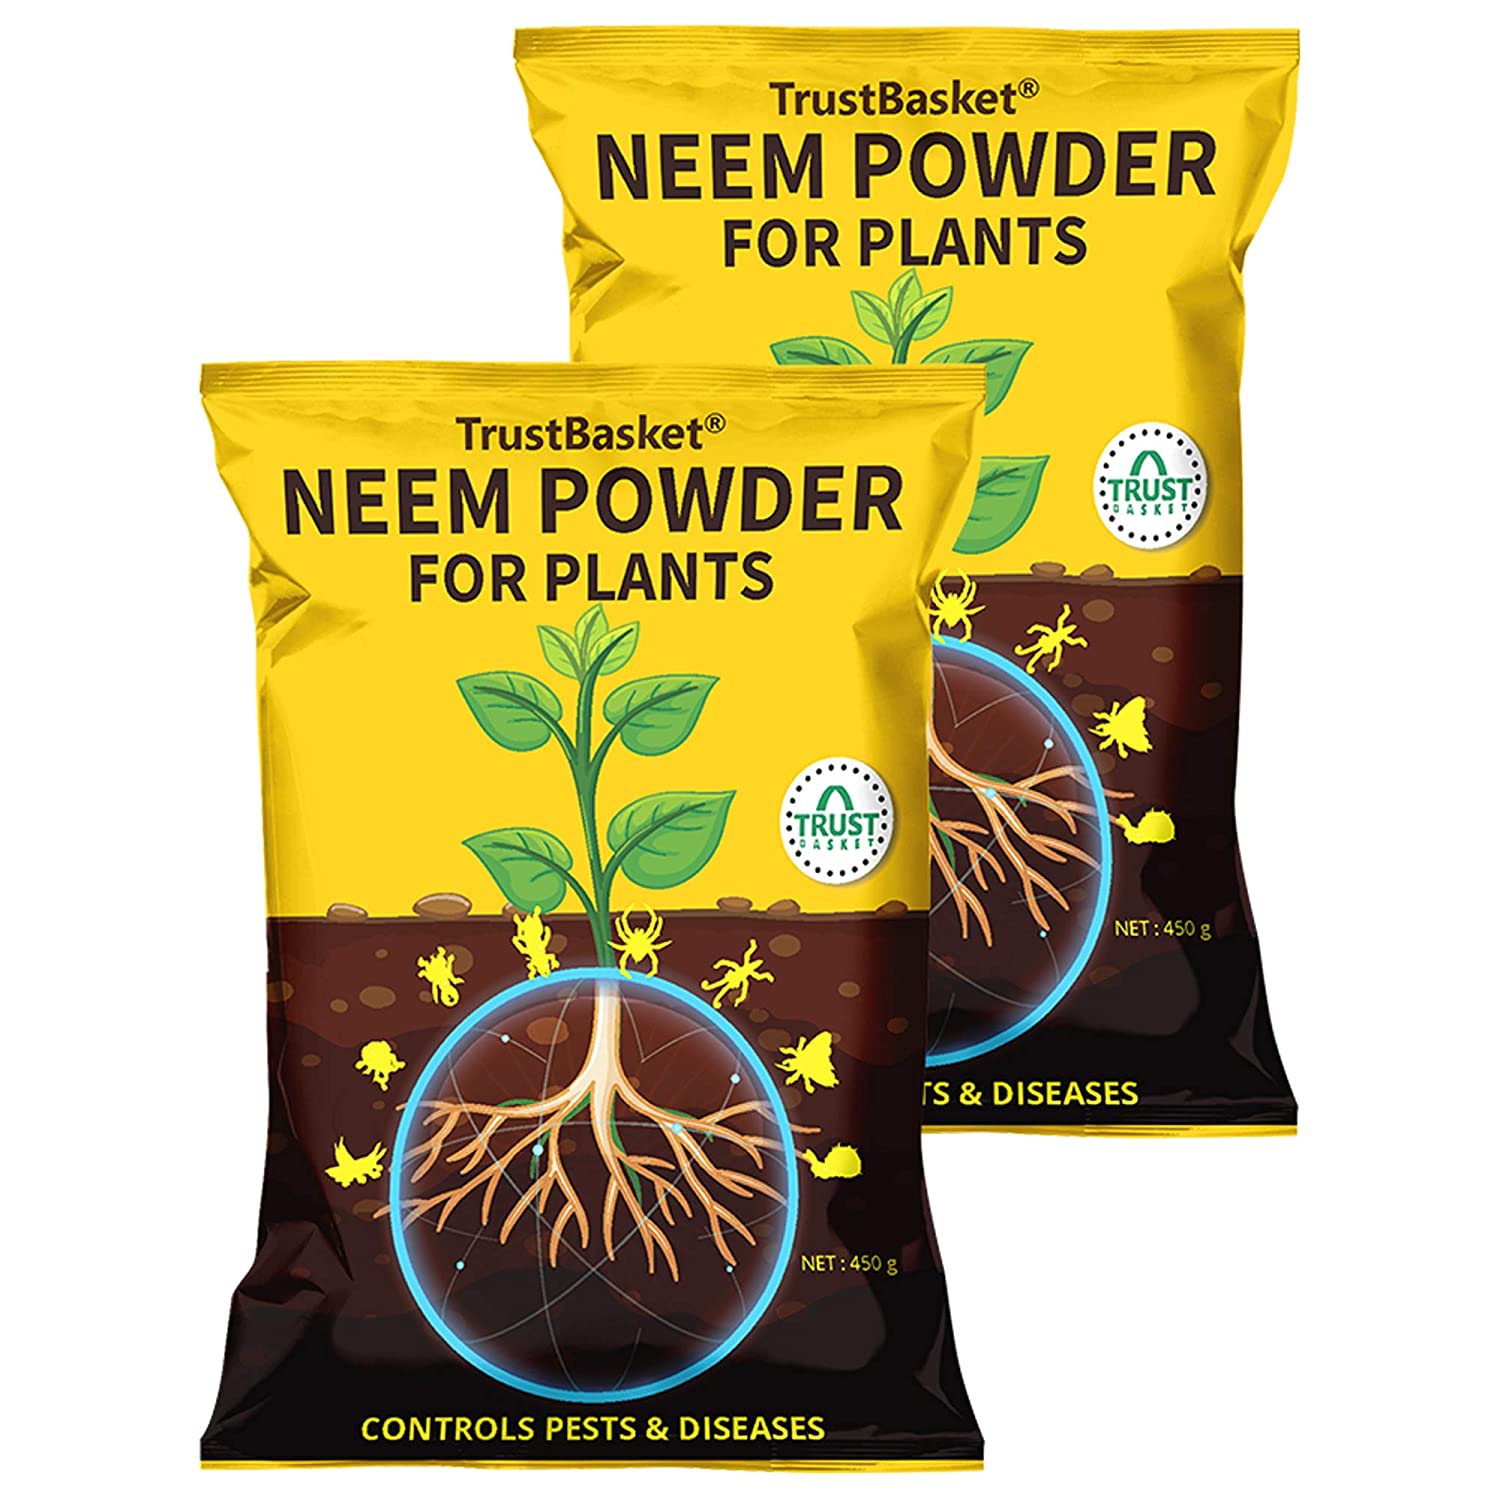 TrustBasket®
NEEM POWDER
FOR PLANTS
TRUST
BASKET
NET : 450 g
TS & DISEASES
TrustBasket®
NEEM POWDER
FOR PLANTS
TRUST
BASKET
NET : 450 g
CONTROLS PESTS & DISEASES